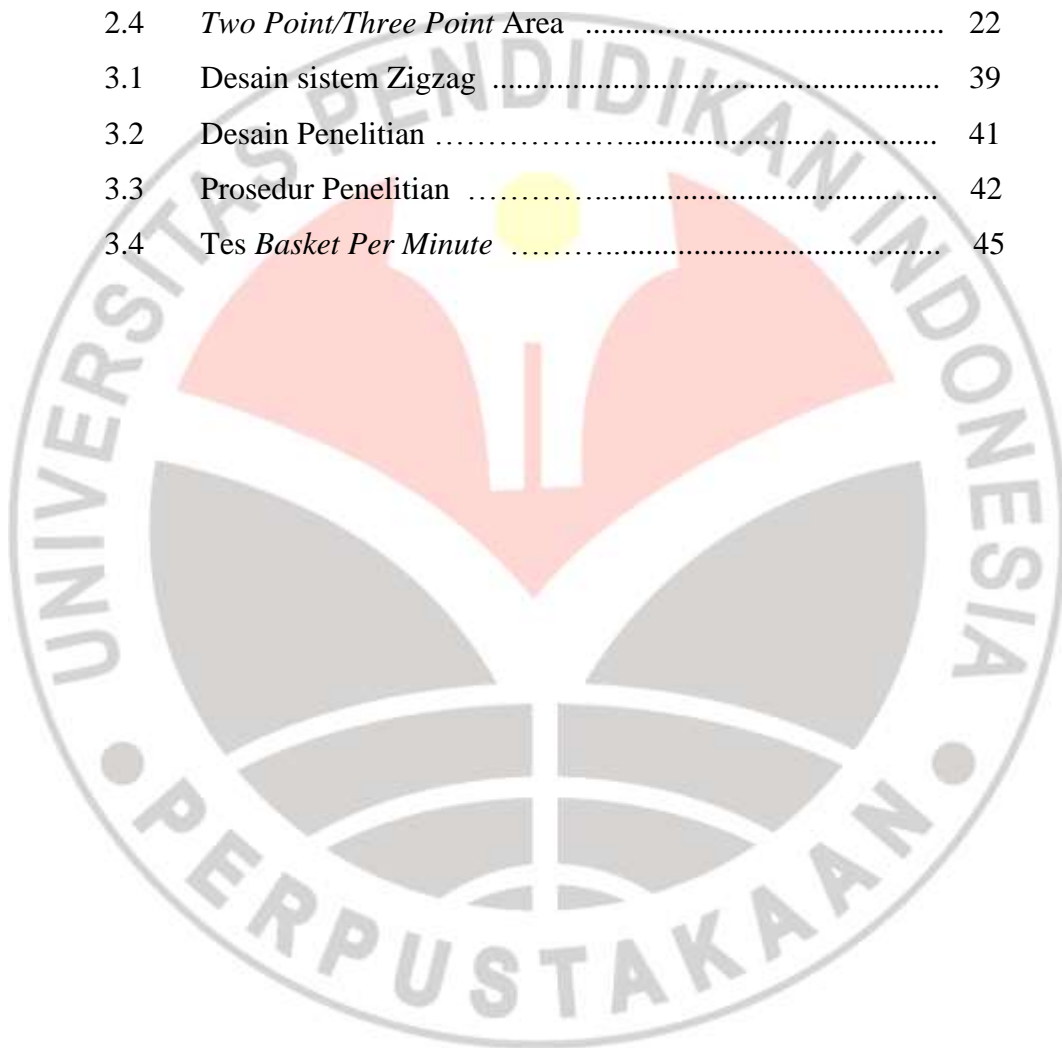 2.4 Two Point/Three Point Area ............................................. 22
3.1 Desain sistem Zigzag ......................................................... 39
3.2 Desain Penelitian ............................................................... 41
3.3 Prosedur Penelitian ........................................................... 42
3.4 Tes Basket Per Minute ...................................................... 45
UNIVERSITAS PENDIDIKAN INDONESIA
PERPUSTAKAAN